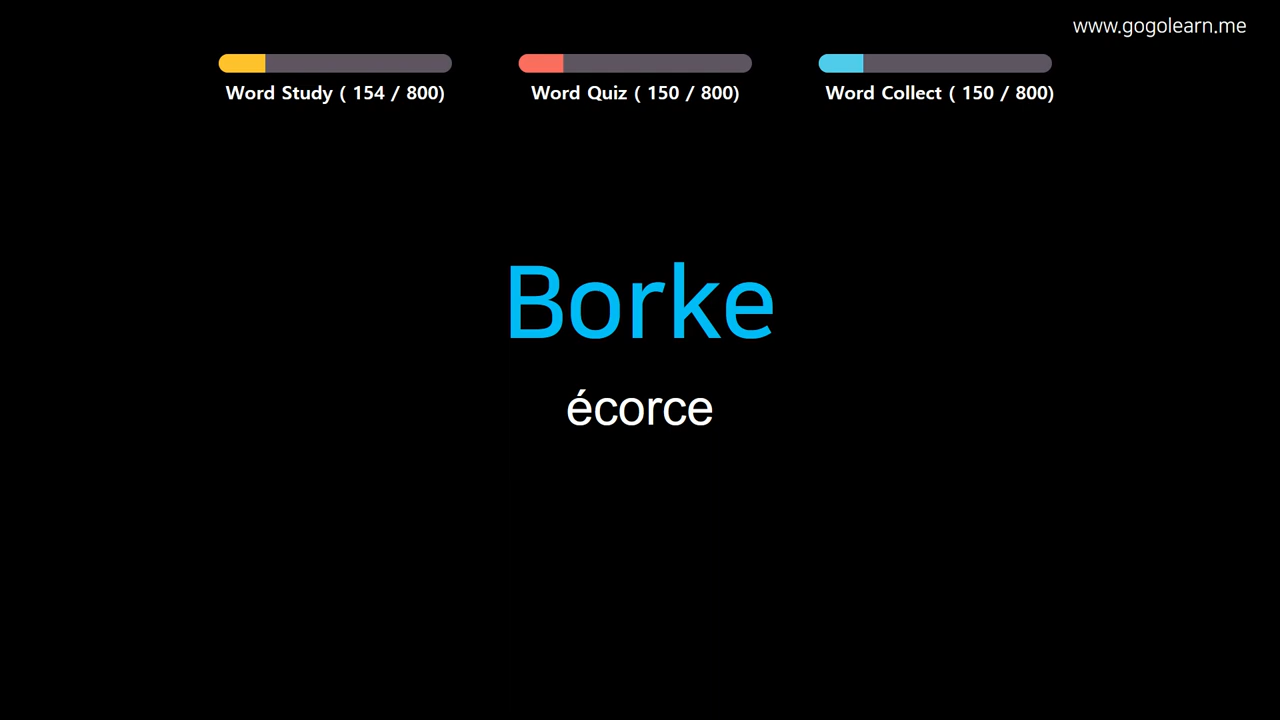 www.gogolearn.me
Word Study ( 154 / 800)
Word Quiz ( 150 / 800)
Word Collect ( 150 / 800)
Borke
écorce